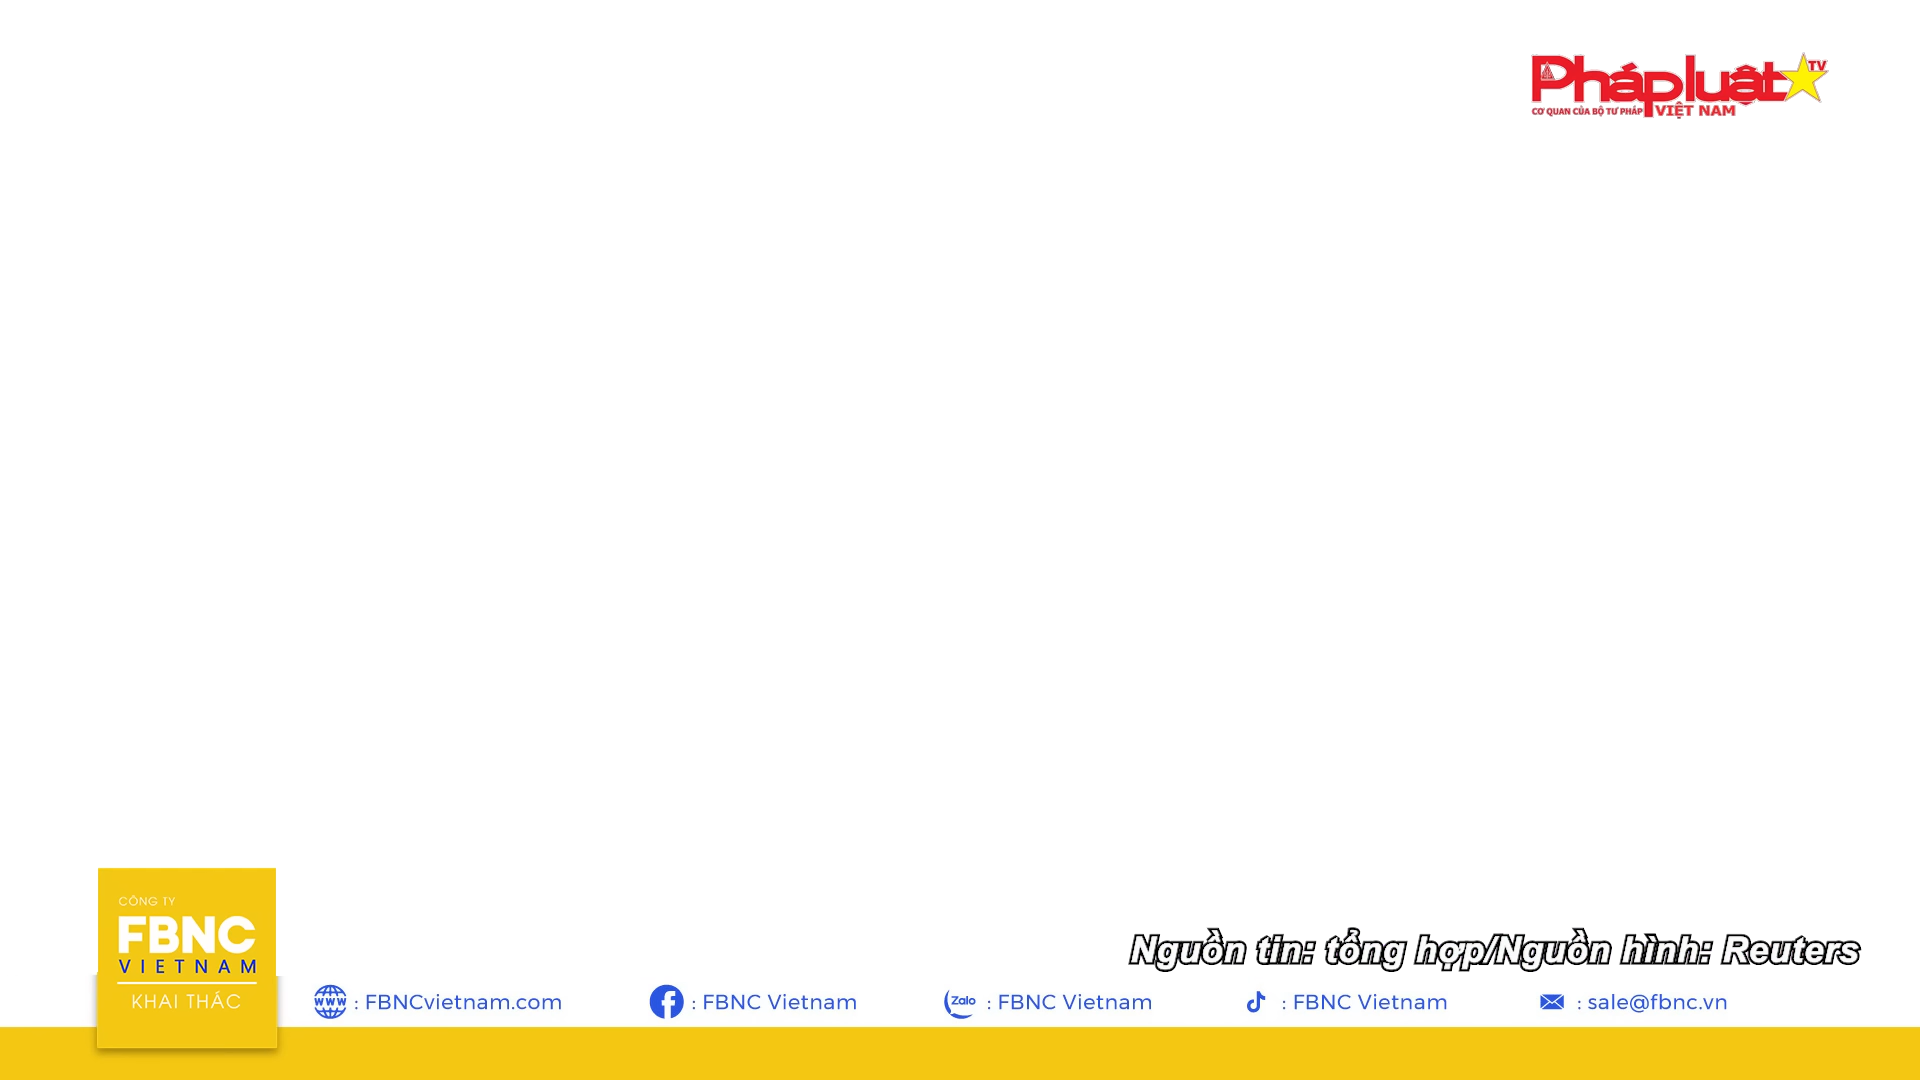 Pháp luật TV
CƠ QUAN CỦA BỘ TƯ PHÁP VIỆT NAM
CÔNG TY
FBNC
VIETNAM
KHAI THÁC
Nguồn tin: tổng hợp/Nguồn hình: Reuters
www : FBNCvietnam.com
: FBNC Vietnam
Zalo : FBNC Vietnam
: FBNC Vietnam
: sale@fbnc.vn